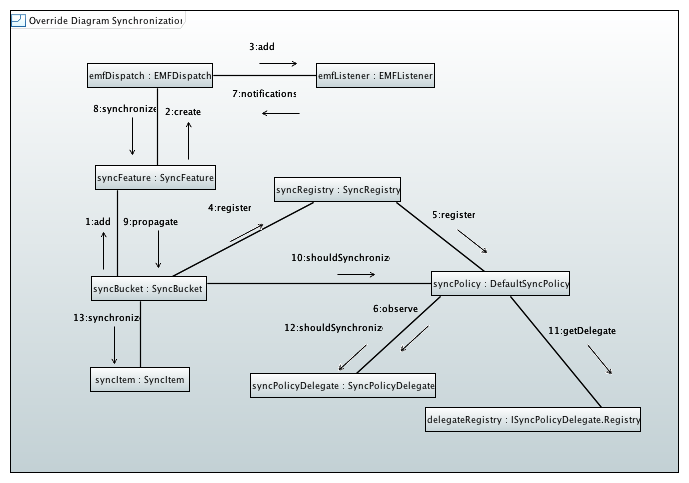 Override Diagram Synchronization
3:add
emfDispatch : EMFDispatch
emfListener : EMFListener
7:notifications
8:synchronize
2:create
syncFeature : SyncFeature
syncRegistry : SyncRegistry
4:register
5:register
1:add
9:propagate
10:shouldSynchroniz
syncBucket : SyncBucket
syncPolicy : DefaultSyncPolicy
6:observe
13:synchroniz
12:shouldSynchroniz
11:getDelegate
syncItem : SyncItem
syncPolicyDelegate : SyncPolicyDelegate
delegateRegistry : ISyncPolicyDelegate.Registry